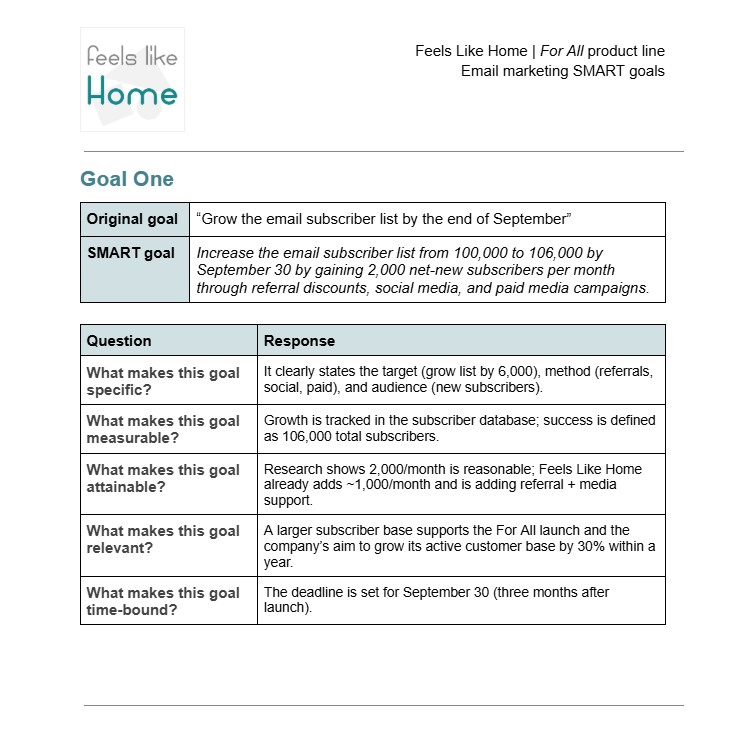 feels like
Home
Feels Like Home | For All product line
Email marketing SMART goals
Goal One
Original goal
“Grow the email subscriber list by the end of September”
SMART goal
Increase the email subscriber list from 100,000 to 106,000 by
September 30 by gaining 2,000 net-new subscribers per month
through referral discounts, social media, and paid media campaigns.
Question
Response
What makes this goal
specific?
It clearly states the target (grow list by 6,000), method (referrals,
social, paid), and audience (new subscribers).
What makes this goal
measurable?
Growth is tracked in the subscriber database; success is defined
as 106,000 total subscribers.
What makes this goal
attainable?
Research shows 2,000/month is reasonable; Feels Like Home
already adds ~1,000/month and is adding referral + media
support.
What makes this goal
relevant?
A larger subscriber base supports the For All launch and the
company’s aim to grow its active customer base by 30% within a
year.
What makes this goal
time-bound?
The deadline is set for September 30 (three months after
launch).